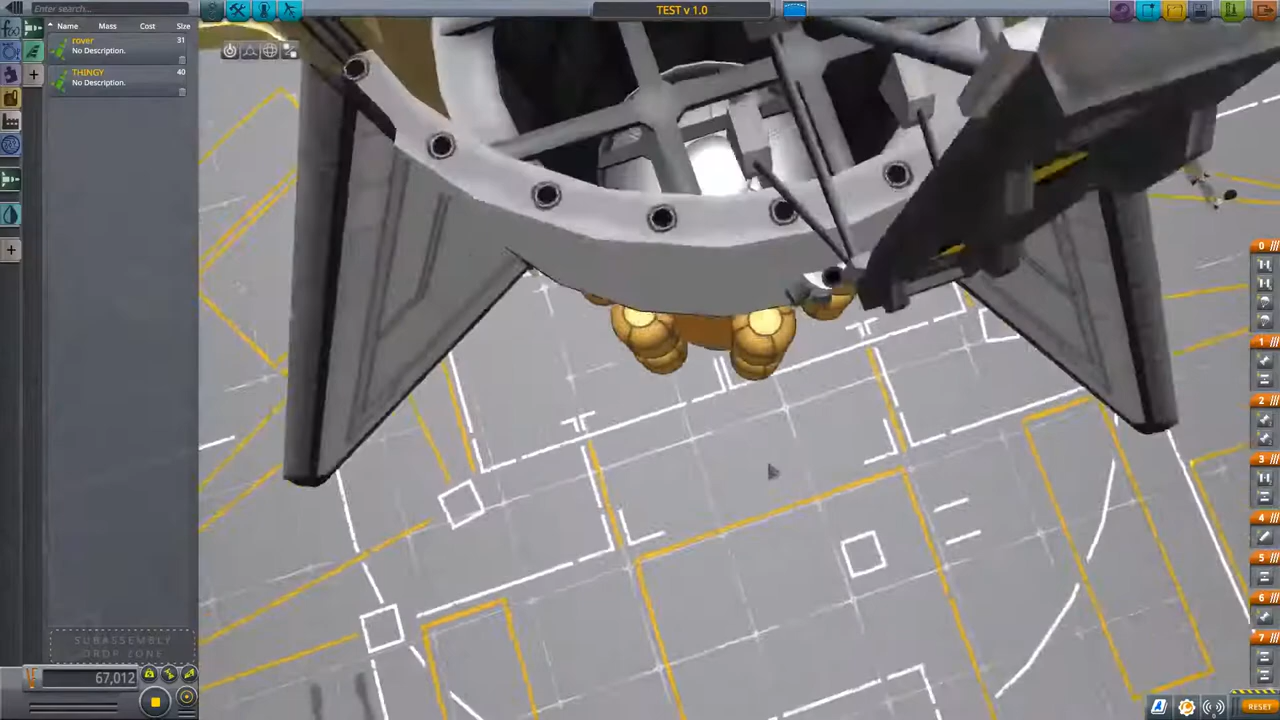 Enter search...
TEST v 1.0
Name Mass Cost Size
rover 31
No Description.
THINGY 40
No Description.
0
1
2
3
4
5
6
7
SUBASSEMBLY
DROP ZONE
67,012
RESET